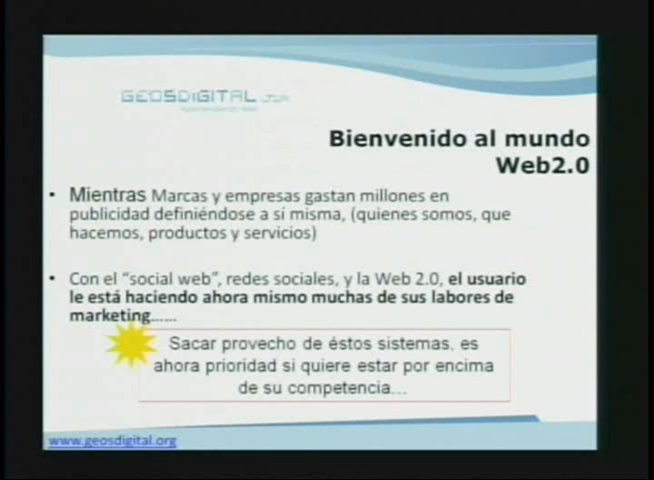 GEOSDIGITAL
Bienvenido al mundo
Web2.0
• Mientras Marcas y empresas gastan millones en
publicidad definiéndose a sí misma, (quienes somos, que
hacemos, productos y servicios)
• Con el “social web”, redes sociales, y la Web 2.0, el usuario
le está haciendo ahora mismo muchas de sus labores de
marketing......
Sacar provecho de éstos sistemas, es
ahora prioridad si quiere estar por encima
de su competencia...
www.geosdigital.org